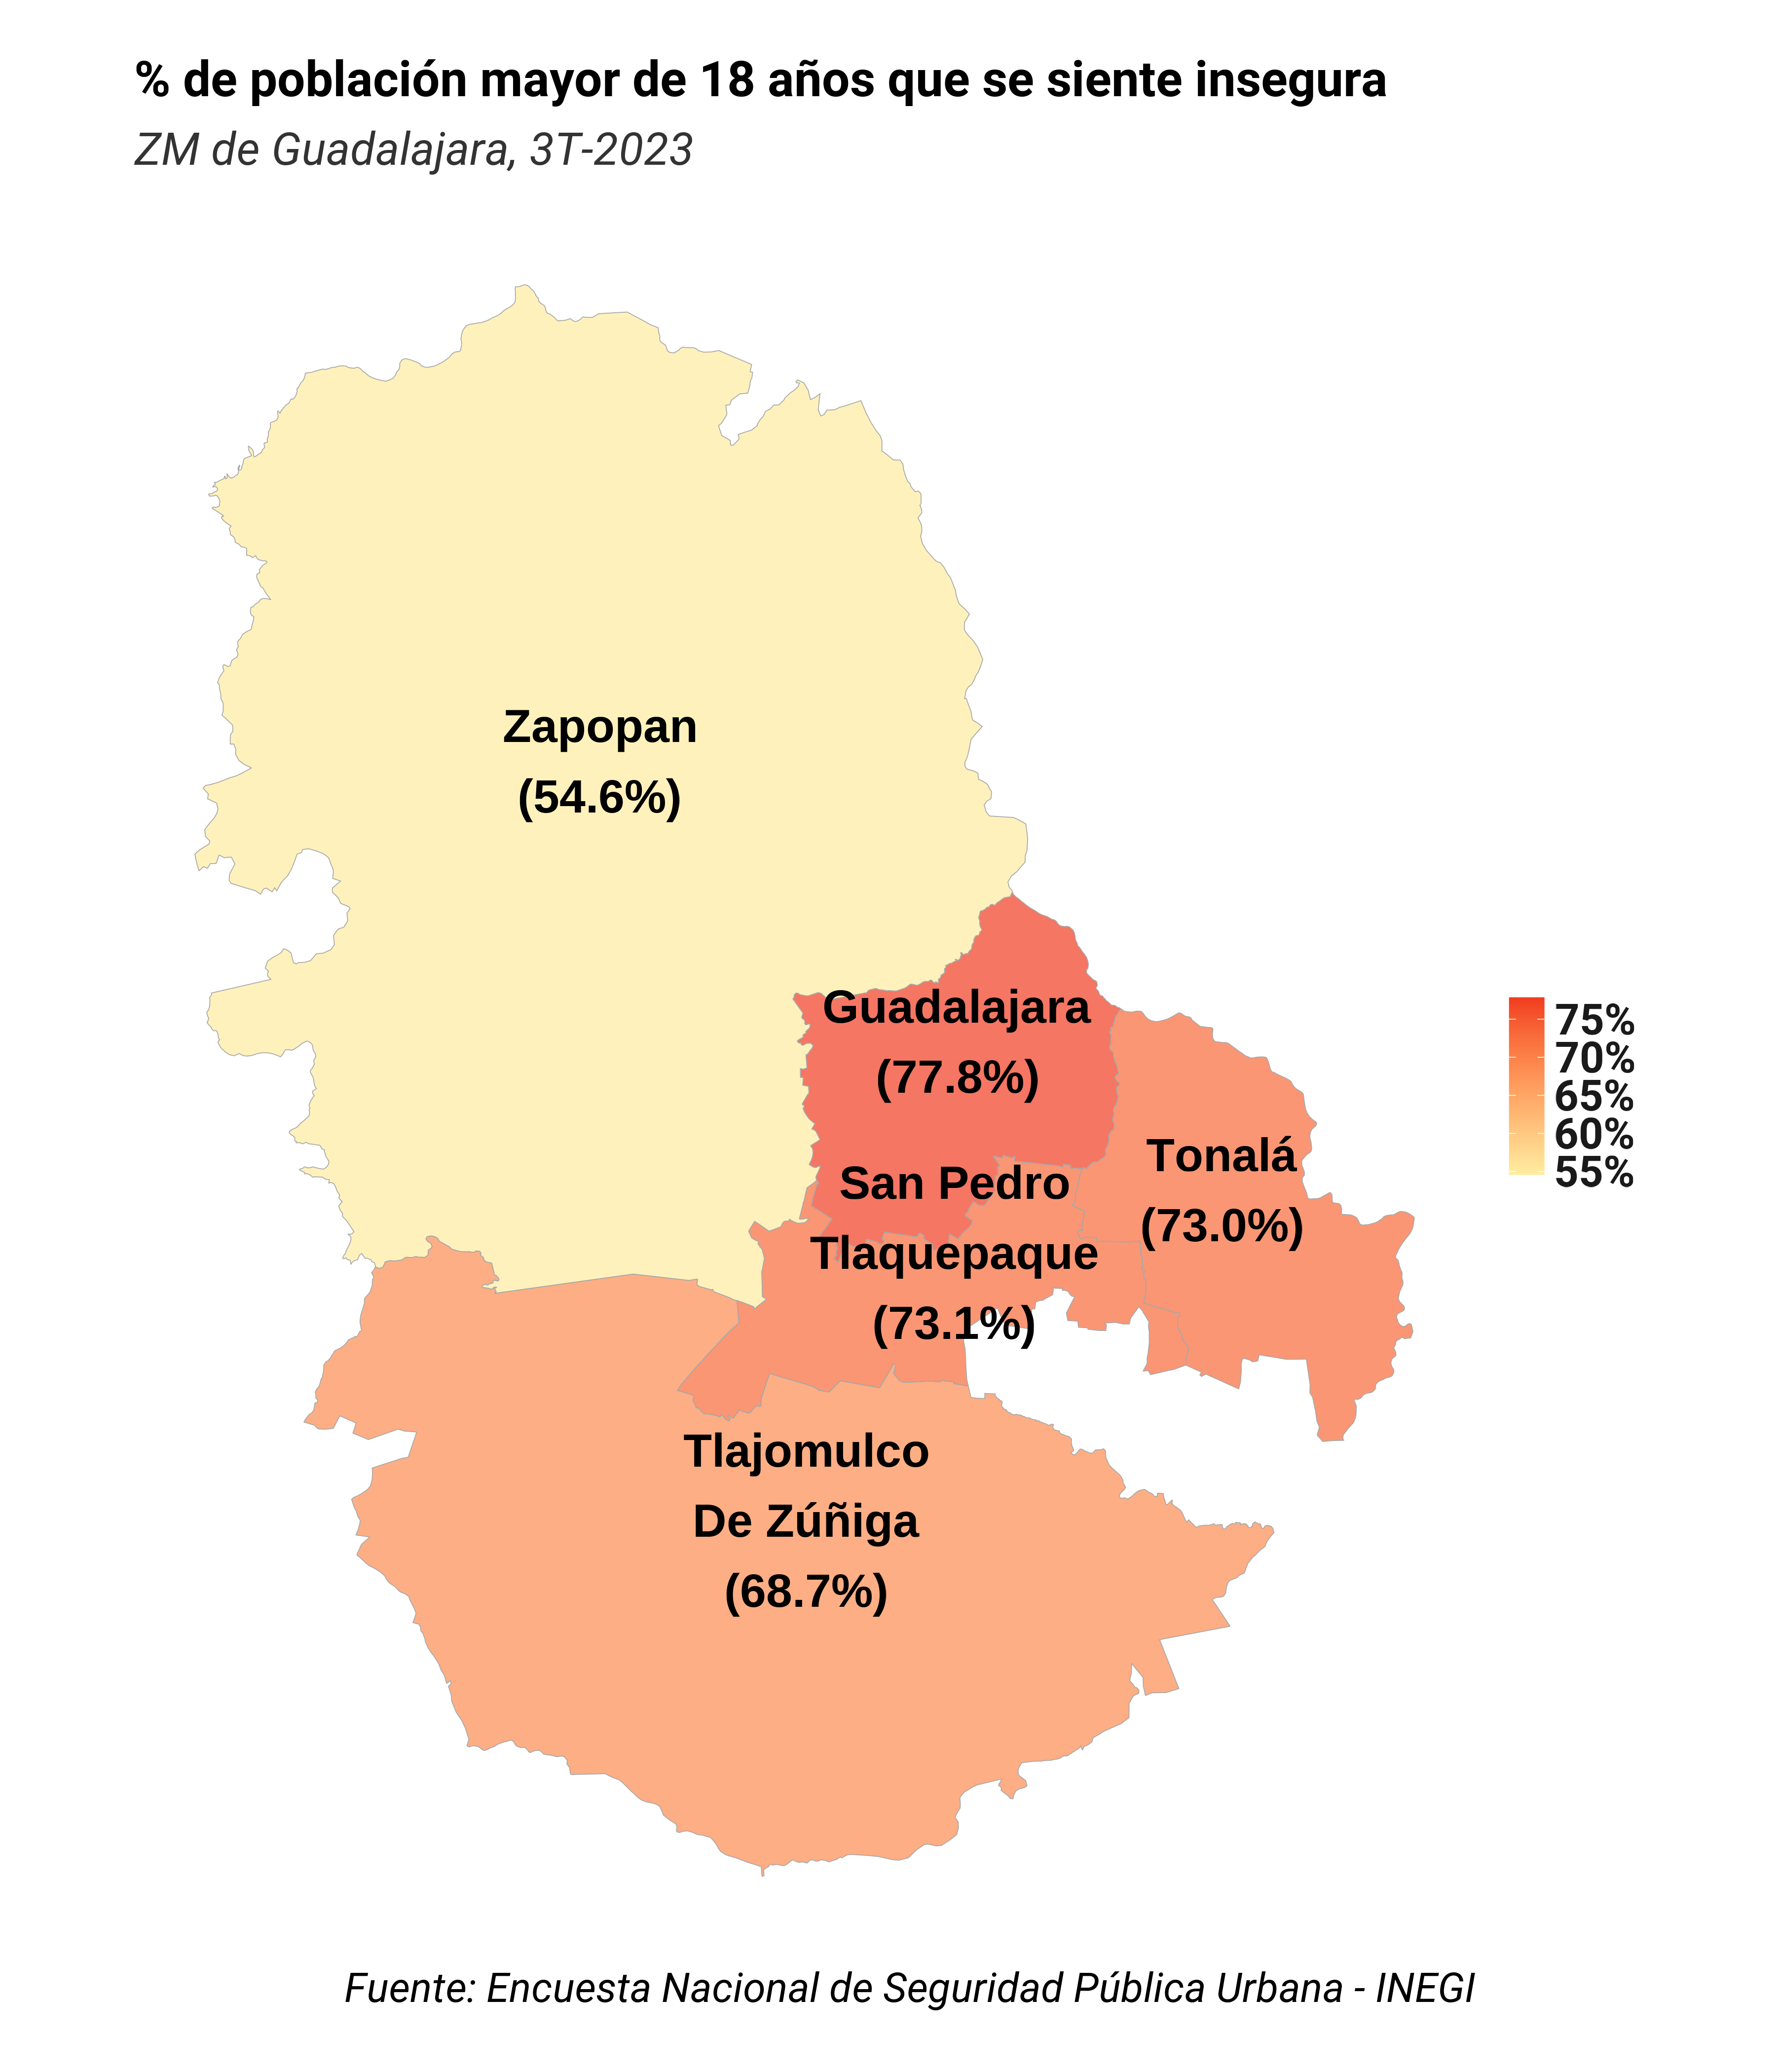 % de población mayor de 18 años que se siente insegura
ZM de Guadalajara, 3T-2023
Zapopan
(54.6%)
Guadalajara
(77.8%)
Tonalá
(73.0%)
San Pedro
Tlaquepaque
(73.1%)
Tlajomulco
De Zúñiga
(68.7%)
75%
70%
65%
60%
55%
Fuente: Encuesta Nacional de Seguridad Pública Urbana - INEGI